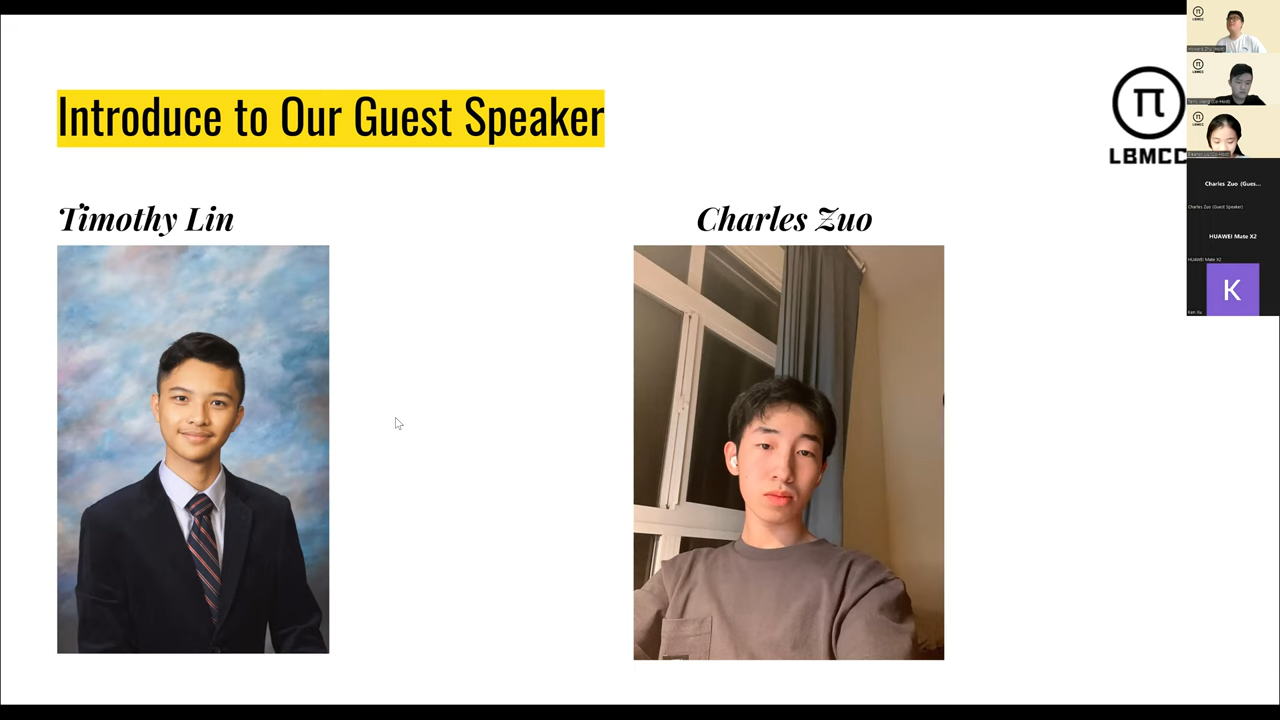 Introduce to Our Guest Speaker
π
LBMCC
Timothy Lin
Charles Zuo
Charles Zuo (Gues...
Charles Zuo (Guest Speaker)
HUAWEI Mate X2
HUAWEI Mate X2
K